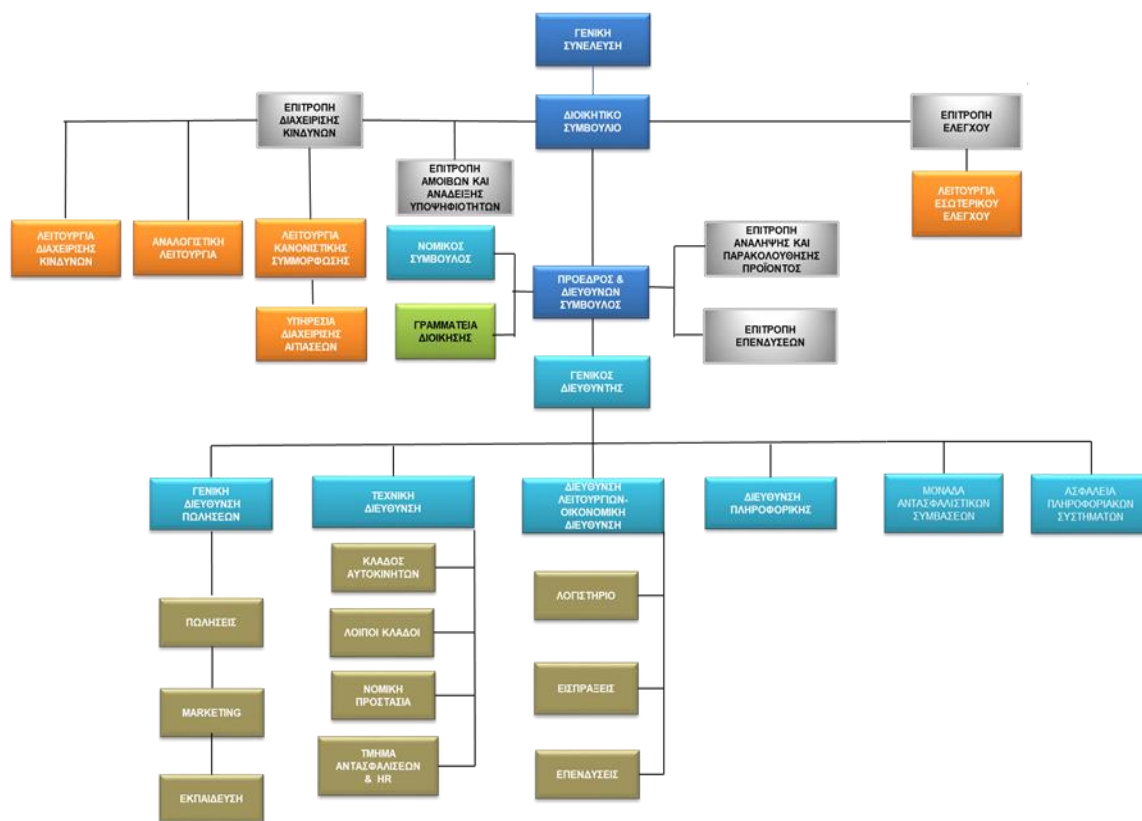 ΓΕΝΙΚΗ
ΣΥΝΕΛΕΥΣΗ
ΕΠΙΤΡΟΠΗ
ΔΙΑΧΕΙΡΙΣΗΣ
ΚΙΝΔΥΝΩΝ
ΔΙΟΙΚΗΤΙΚΟ
ΣΥΜΒΟΥΛΙΟ
ΕΠΙΤΡΟΠΗ
ΕΛΕΓΧΟΥ
ΕΠΙΤΡΟΠΗ
ΑΜΟΙΒΩΝ ΚΑΙ
ΑΝΑΔΕΙΞΗΣ
ΥΠΟΨΗΦΙΟΤΗΤΩΝ
ΛΕΙΤΟΥΡΓΙΑ
ΕΣΩΤΕΡΙΚΟΥ
ΕΛΕΓΧΟΥ
ΛΕΙΤΟΥΡΓΙΑ
ΔΙΑΧΕΙΡΙΣΗΣ
ΚΙΝΔΥΝΩΝ
ΑΝΑΛΟΓΙΣΤΙΚΗ
ΛΕΙΤΟΥΡΓΙΑ
ΛΕΙΤΟΥΡΓΙΑ
ΚΑΝΟΝΙΣΤΙΚΗΣ
ΣΥΜΜΟΡΦΩΣΗΣ
ΝΟΜΙΚΟΣ
ΣΥΜΒΟΥΛΟΣ
ΕΠΙΤΡΟΠΗ
ΑΝΑΛΗΨΗΣ ΚΑΙ
ΠΑΡΑΚΟΛΟΥΘΗΣΗΣ
ΠΡΟΪΟΝΤΟΣ
ΠΡΟΕΔΡΟΣ &
ΔΙΕΥΘΥΝΩΝ
ΣΥΜΒΟΥΛΟΣ
ΥΠΗΡΕΣΙΑ
ΔΙΑΧΕΙΡΙΣΗΣ
ΑΙΤΙΑΣΕΩΝ
ΓΡΑΜΜΑΤΕΙΑ
ΔΙΟΙΚΗΣΗΣ
ΕΠΙΤΡΟΠΗ
ΕΠΕΝΔΥΣΕΩΝ
ΓΕΝΙΚΟΣ
ΔΙΕΥΘΥΝΤΗΣ
ΓΕΝΙΚΗ
ΔΙΕΥΘΥΝΣΗ
ΠΩΛΗΣΕΩΝ
ΤΕΧΝΙΚΗ
ΔΙΕΥΘΥΝΣΗ
ΔΙΕΥΘΥΝΣΗ
ΛΕΙΤΟΥΡΓΙΩΝ-
ΟΙΚΟΝΟΜΙΚΗ
ΔΙΕΥΘΥΝΣΗ
ΔΙΕΥΘΥΝΣΗ
ΠΛΗΡΟΦΟΡΙΚΗΣ
ΜΟΝΑΔΑ
ΑΝΤΑΣΦΑΛΙΣΤΙΚΩΝ
ΣΥΜΒΑΣΕΩΝ
ΑΣΦΑΛΕΙΑ
ΠΛΗΡΟΦΟΡΙΑΚΩΝ
ΣΥΣΤΗΜΑΤΩΝ
ΠΩΛΗΣΕΙΣ
MARKETING
ΕΚΠΑΙΔΕΥΣΗ
ΚΛΑΔΟΣ
ΑΥΤΟΚΙΝΗΤΩΝ
ΛΟΙΠΟΙ ΚΛΑΔΟΙ
ΝΟΜΙΚΗ
ΠΡΟΣΤΑΣΙΑ
ΤΜΗΜΑ
ΑΝΤΑΣΦΑΛΙΣΕΩΝ
& HR
ΛΟΓΙΣΤΗΡΙΟ
ΕΙΣΠΡΑΞΕΙΣ
ΕΠΕΝΔΥΣΕΙΣ